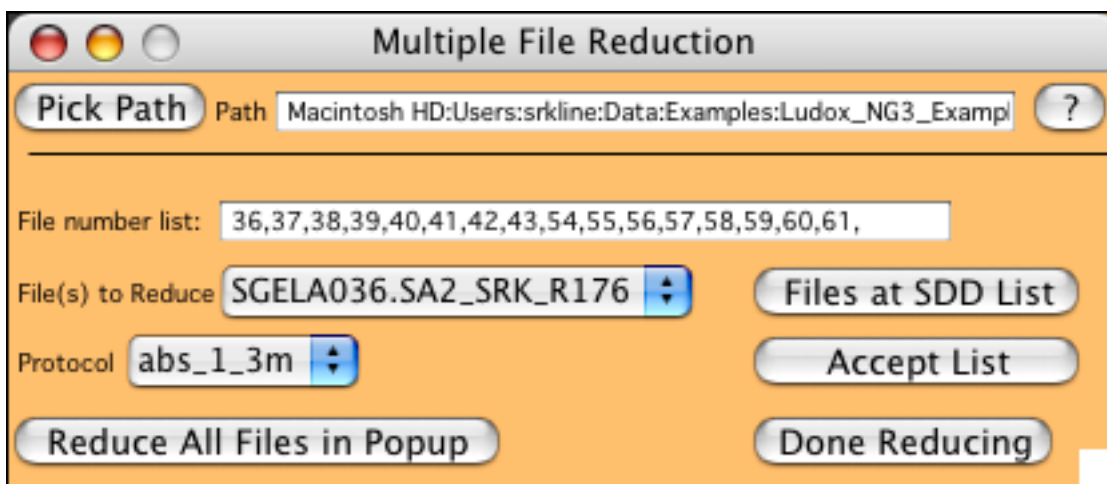 Multiple File Reduction
Pick Path Path Macintosh HD:Users:srkline:Data:Examples:Ludox_NG3_Exampl ?
File number list: 36,37,38,39,40,41,42,43,54,55,56,57,58,59,60,61,
File(s) to Reduce SGELA036.SA2_SRK_R176 Files at SDD List
Protocol abs_1_3m Accept List
Reduce All Files in Popup Done Reducing